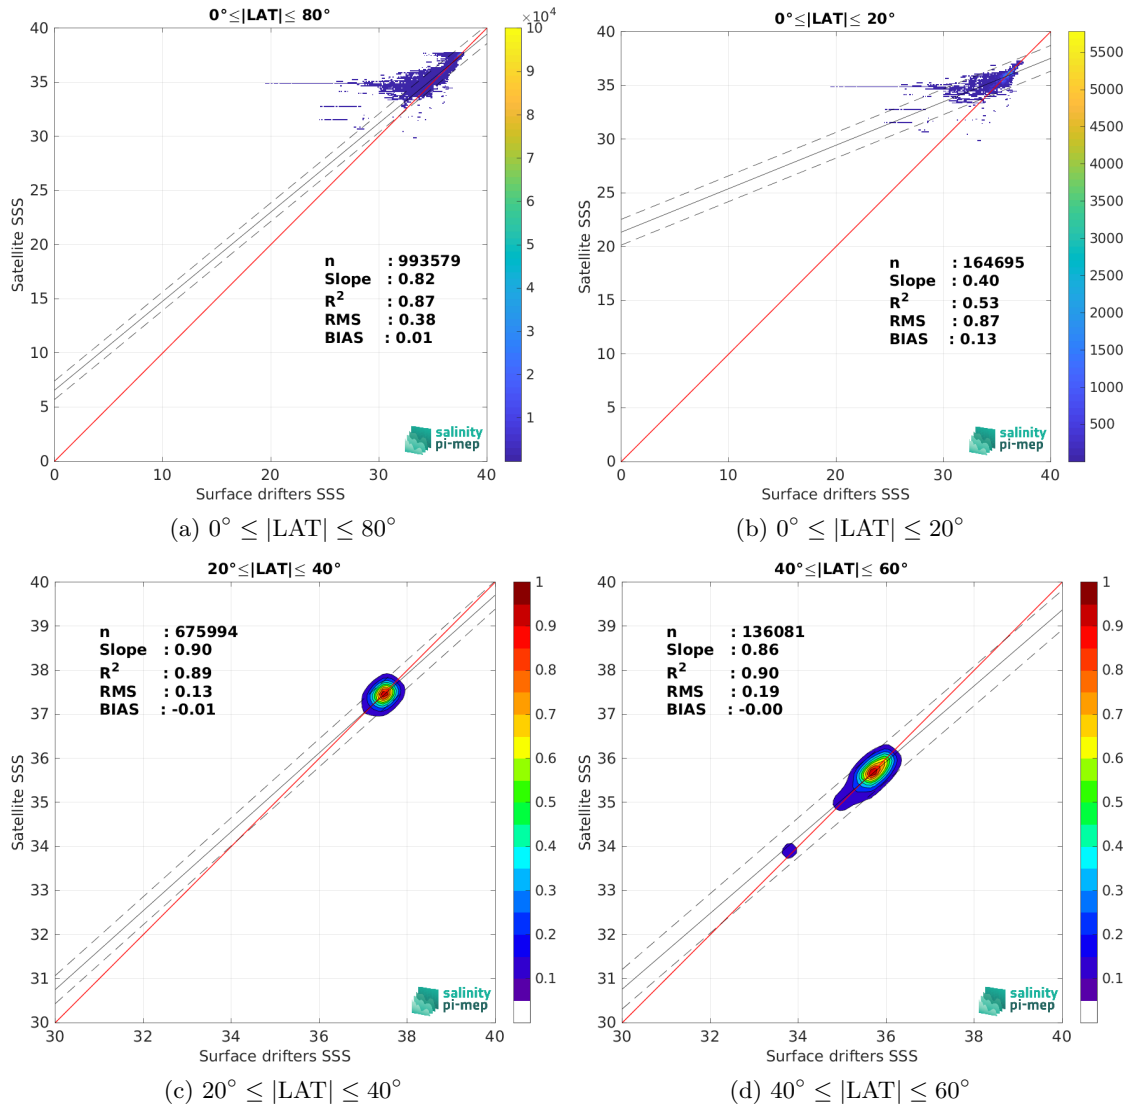 0°≤|LAT|≤ 80°
×10⁴
40
35
30
25
20
15
10
5
0
0
10
20
30
40
Satellite SSS
Surface drifters SSS
n : 993579
Slope : 0.82
R² : 0.87
RMS : 0.38
BIAS : 0.01
salinity
pi-mep
10
9
8
7
6
5
4
3
2
1
(a) 0° ≤ |LAT| ≤ 80°
0°≤|LAT|≤ 20°
40
35
30
25
20
15
10
5
0
0
10
20
30
40
Satellite SSS
Surface drifters SSS
n : 164695
Slope : 0.40
R² : 0.53
RMS : 0.87
BIAS : 0.13
salinity
pi-mep
5500
5000
4500
4000
3500
3000
2500
2000
1500
1000
500
(b) 0° ≤ |LAT| ≤ 20°
20°≤|LAT|≤ 40°
40
39
38
37
36
35
34
33
32
31
30
30
32
34
36
38
40
Satellite SSS
Surface drifters SSS
n : 675994
Slope : 0.90
R² : 0.89
RMS : 0.13
BIAS : -0.01
salinity
pi-mep
1
0.9
0.8
0.7
0.6
0.5
0.4
0.3
0.2
0.1
(c) 20° ≤ |LAT| ≤ 40°
40°≤|LAT|≤ 60°
40
39
38
37
36
35
34
33
32
31
30
30
32
34
36
38
40
Satellite SSS
Surface drifters SSS
n : 136081
Slope : 0.86
R² : 0.90
RMS : 0.19
BIAS : -0.00
salinity
pi-mep
1
0.9
0.8
0.7
0.6
0.5
0.4
0.3
0.2
0.1
(d) 40° ≤ |LAT| ≤ 60°